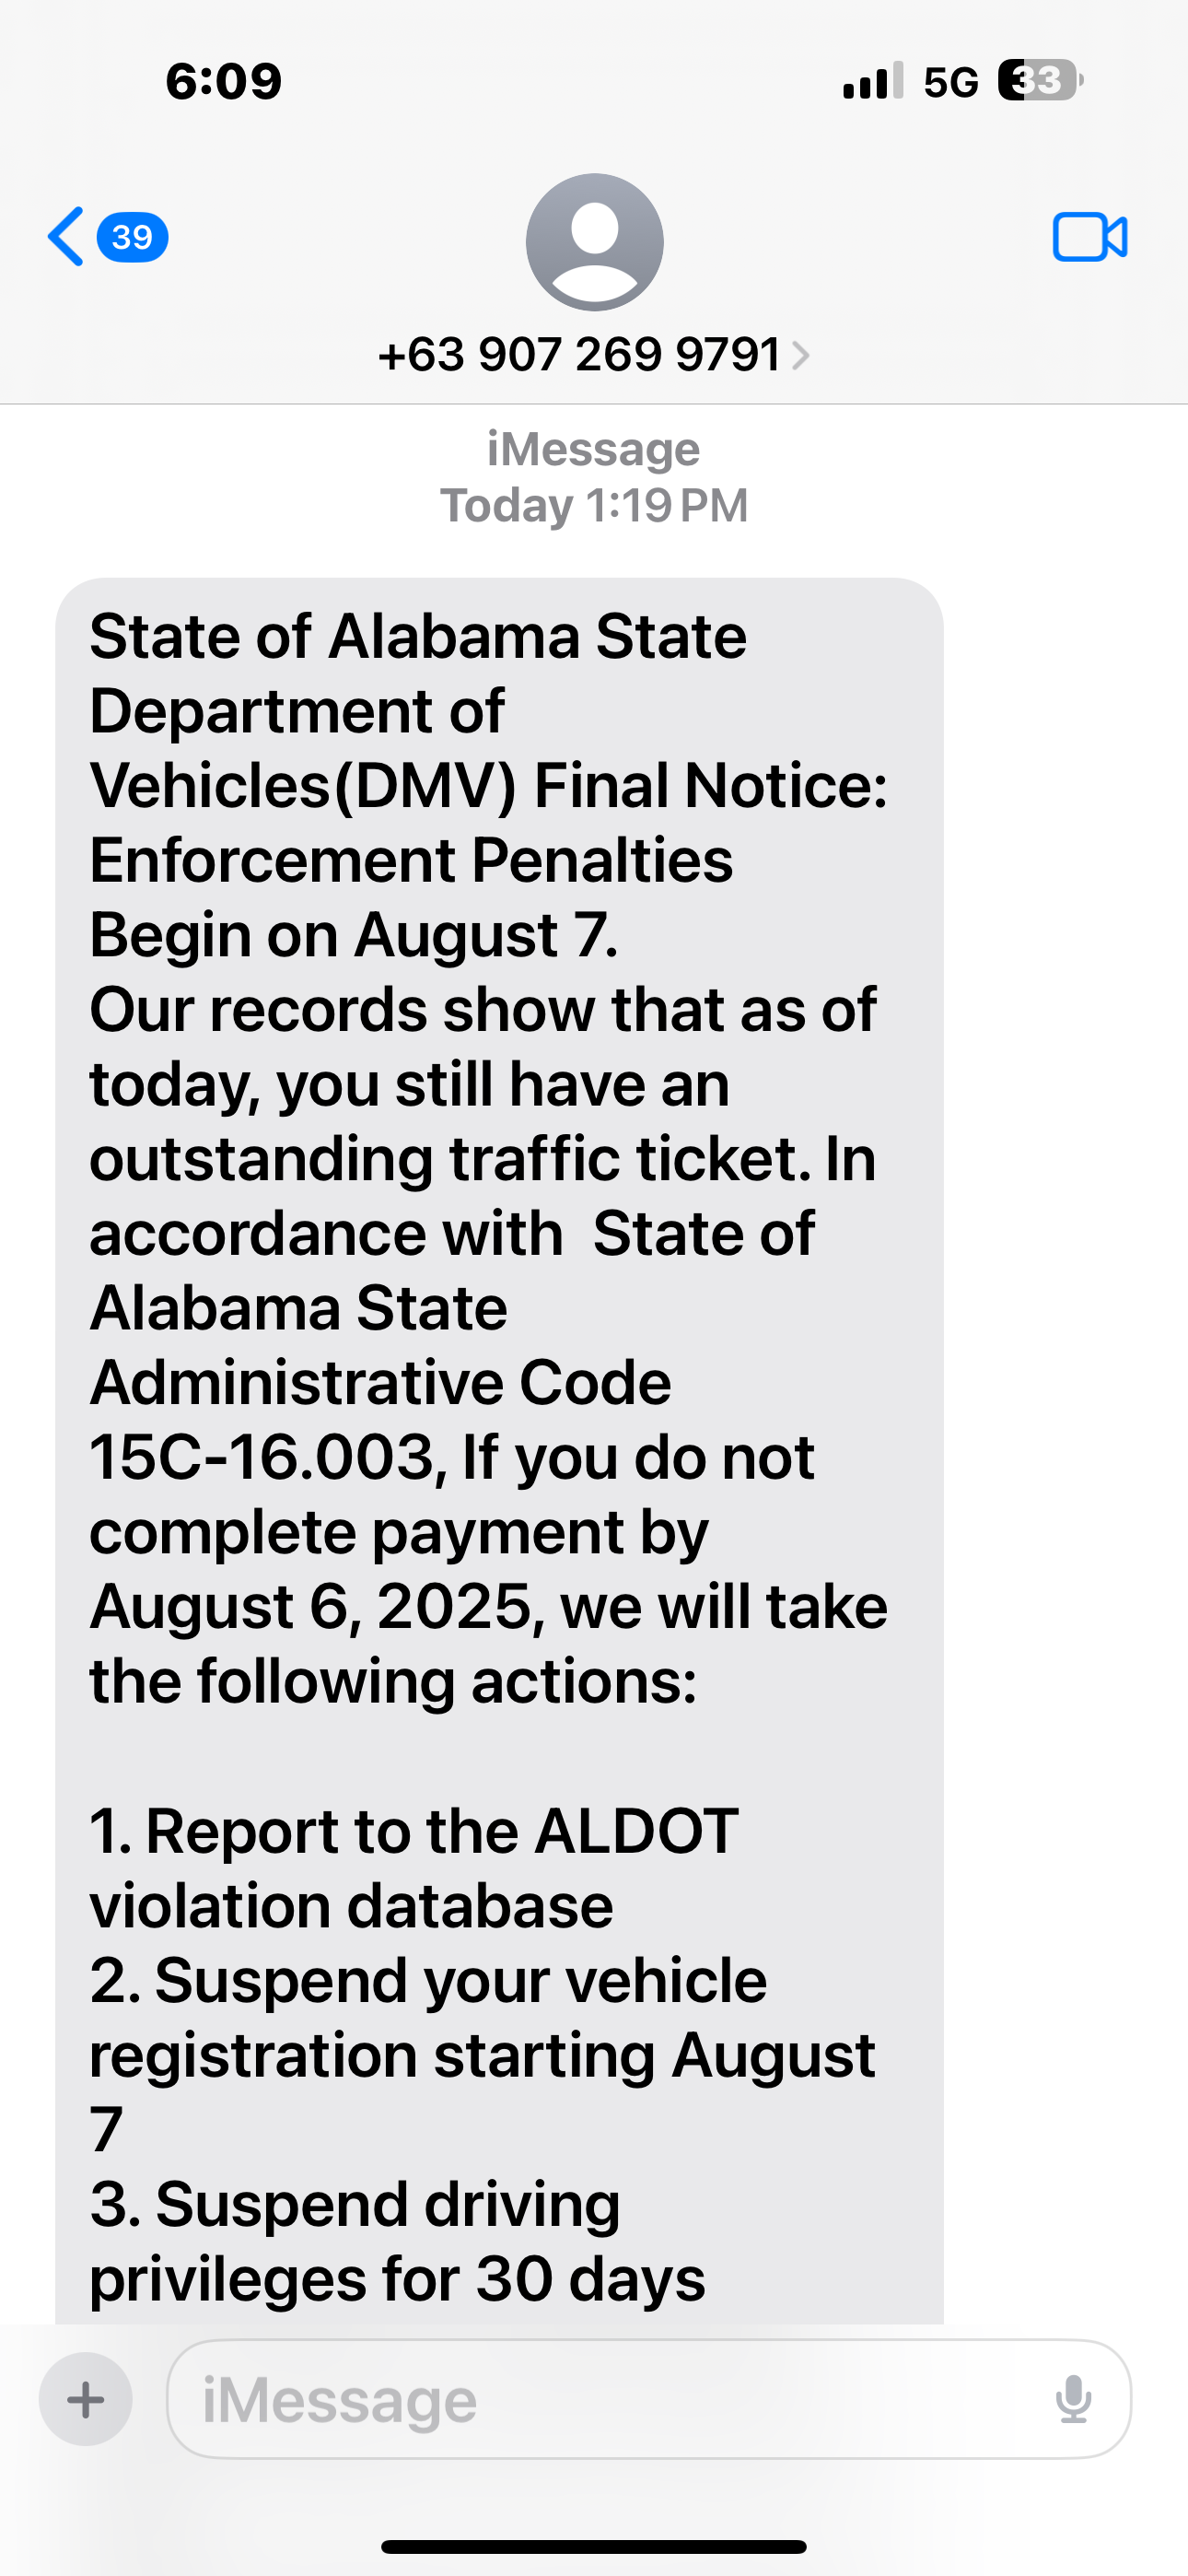 6:09
5G 33
39
+63 907 269 9791
iMessage
Today 1:19 PM
State of Alabama State
Department of
Vehicles(DMV) Final Notice:
Enforcement Penalties
Begin on August 7.
Our records show that as of
today, you still have an
outstanding traffic ticket. In
accordance with  State of
Alabama State
Administrative Code
15C-16.003, If you do not
complete payment by
August 6, 2025, we will take
the following actions:
1. Report to the ALDOT
violation database
2. Suspend your vehicle
registration starting August
7
3. Suspend driving
privileges for 30 days
iMessage